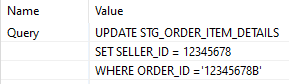 Name Value
Query UPDATE STG_ORDER_ITEM_DETAILS
SET SELLER_ID = 12345678
WHERE ORDER_ID ='12345678B'